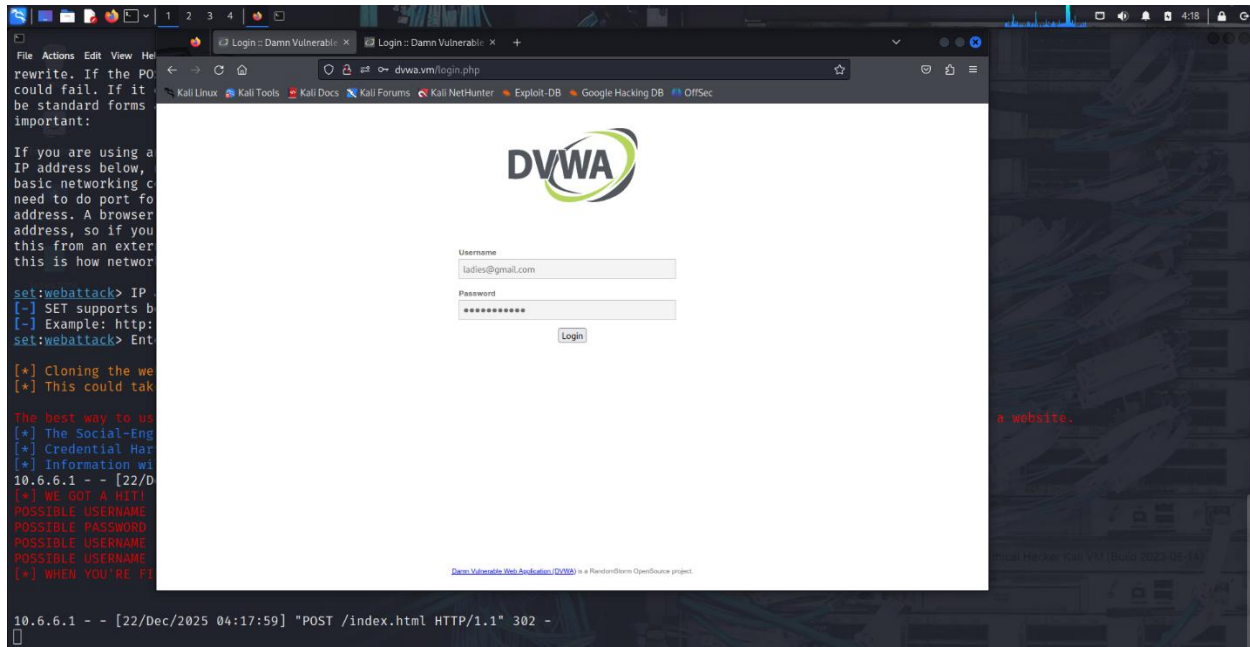 1 2 3 4
4:18
File Actions Edit View Hel
Login :: Damn Vulnerable × Login :: Damn Vulnerable × +
dvwa.vm/login.php
Kali Linux Kali Tools Kali Docs Kali Forums Kali NetHunter Exploit-DB Google Hacking DB OffSec
rewrite. If the PO
could fail. If it
be standard forms
important:
If you are using a
IP address below,
basic networking c
need to do port fo
address. A browser
address, so if you
this from an exter
this is how networ
set:webattack> IP
[-] SET supports b
[-] Example: http:
set:webattack> Ent
[*] Cloning the we
[*] This could tak
The best way to us
a website.
[*] The Social-Eng
[*] Credential Har
[*] Information wi
10.6.6.1 - - [22/D
[*] WE GOT A HIT!
POSSIBLE USERNAME
POSSIBLE PASSWORD
POSSIBLE USERNAME
POSSIBLE USERNAME
[*] WHEN YOU'RE FI
10.6.6.1 - - [22/Dec/2025 04:17:59] "POST /index.html HTTP/1.1" 302 -
DVWA
Username
ladies@gmail.com
Password
Login
Damn Vulnerable Web Application (DVWA) is a RandomStorm OpenSource project.